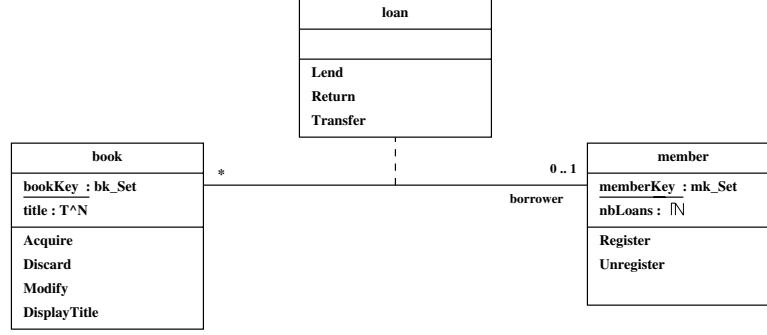 loan
Lend
Return
Transfer
book
bookKey : bk_Set
title : T^N
Acquire
Discard
Modify
DisplayTitle
*
0 .. 1
borrower
member
memberKey : mk_Set
nbLoans : ℕ
Register
Unregister